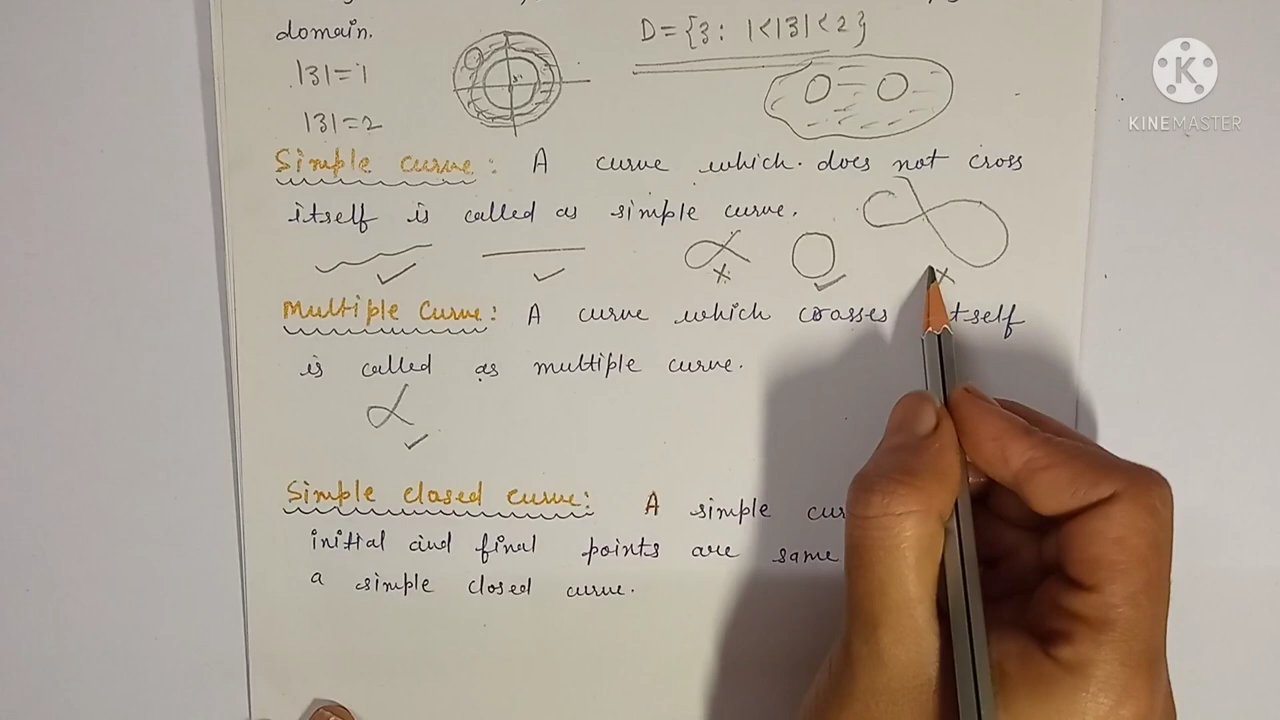 domain.
D={z: 1<|z|<2}
|z|=1
|z|=2
KINEMASTER
Simple curve: A curve which does not cross
itself is called as simple curve.
Multiple Curve: A curve which crosses itself
is called as multiple curve.
Simple closed curve: A simple
initial and final points are same
a simple closed curve.